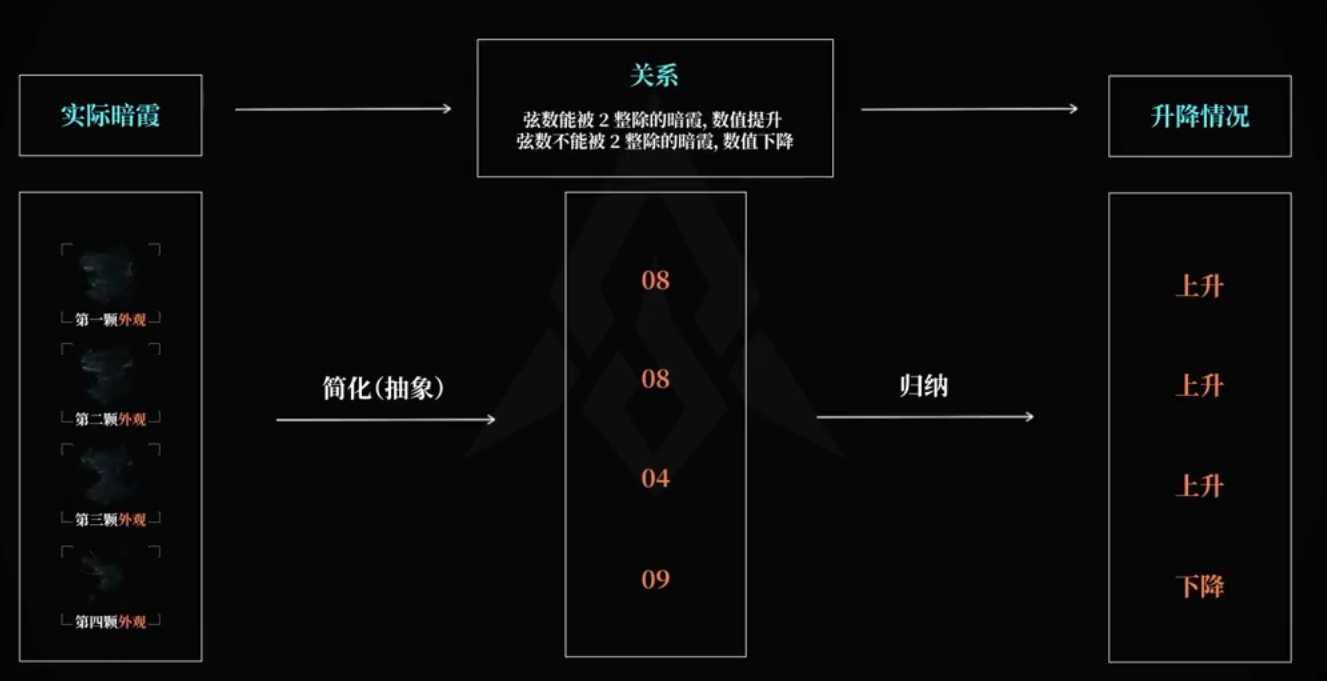 实际暗霞
关系
弦数能被 2 整除的暗霞, 数值提升
弦数不能被 2 整除的暗霞, 数值下降
升降情况
第一颗外观
第二颗外观
第三颗外观
第四颗外观
简化(抽象)
08
08
04
09
归纳
上升
上升
上升
下降